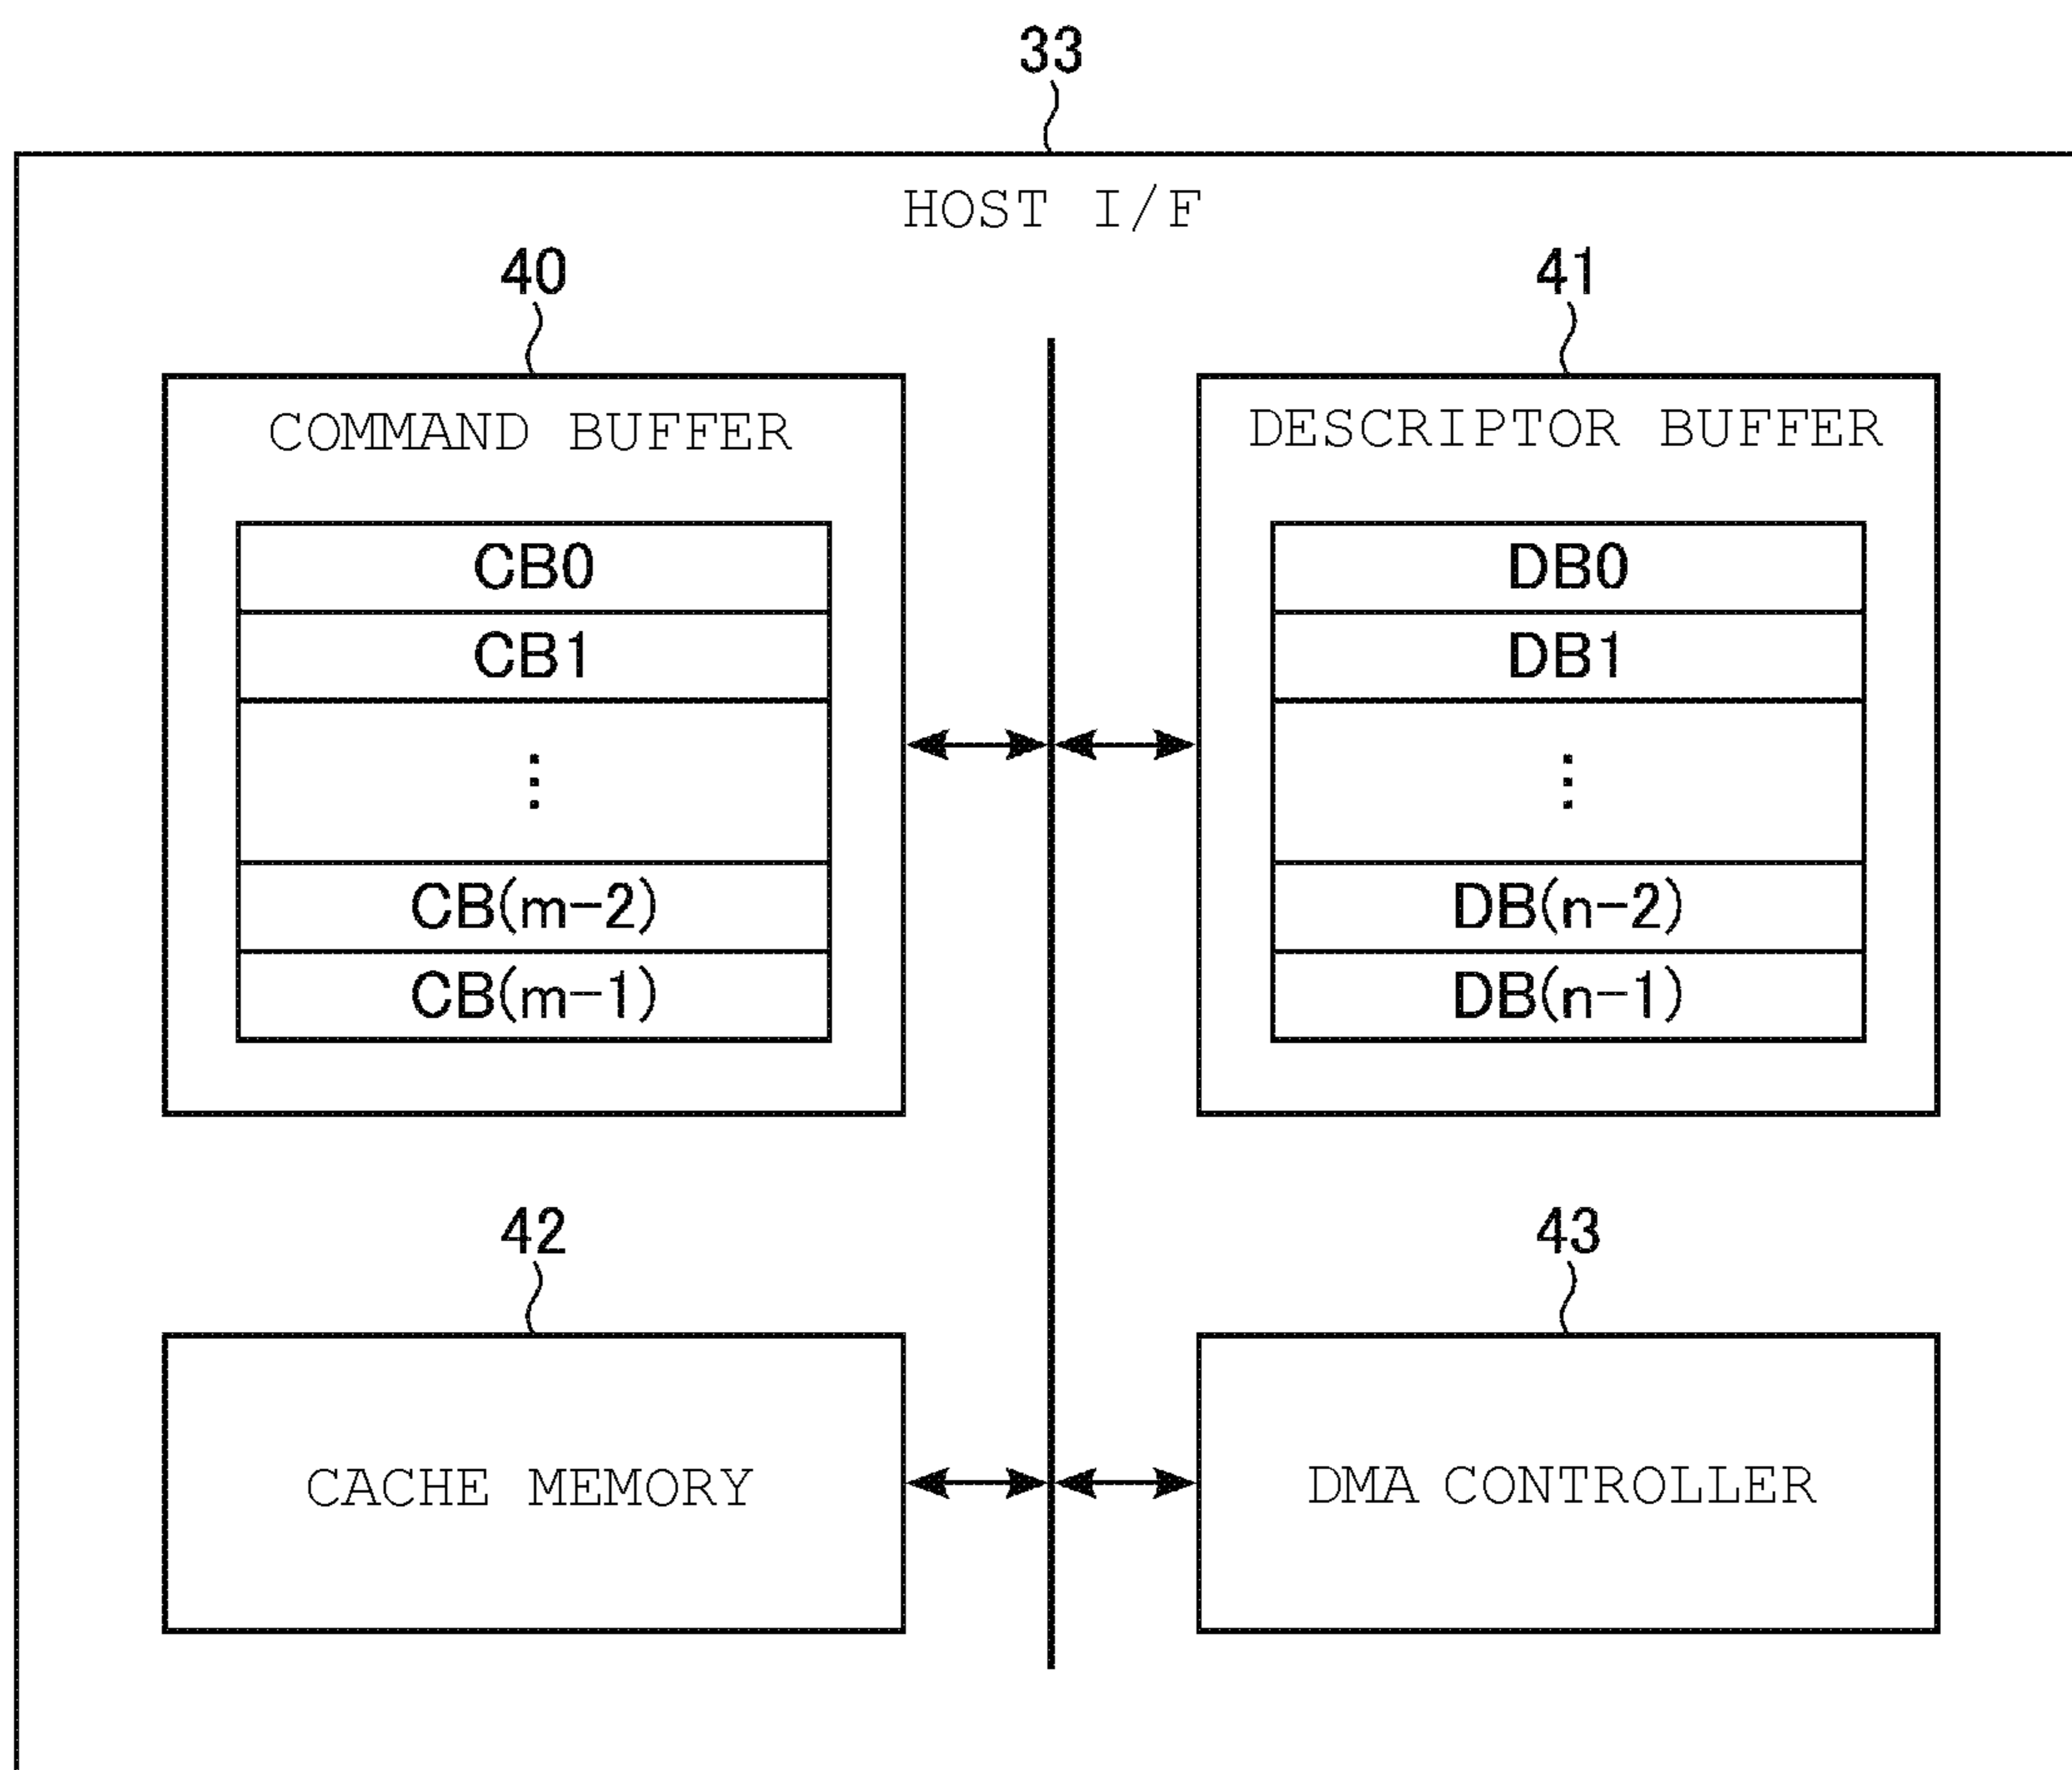 33
HOST I/F
40
COMMAND BUFFER
CB0
CB1
⋮
CB(m-2)
CB(m-1)
41
DESCRIPTOR BUFFER
DB0
DB1
⋮
DB(n-2)
DB(n-1)
42
CACHE MEMORY
43
DMA CONTROLLER